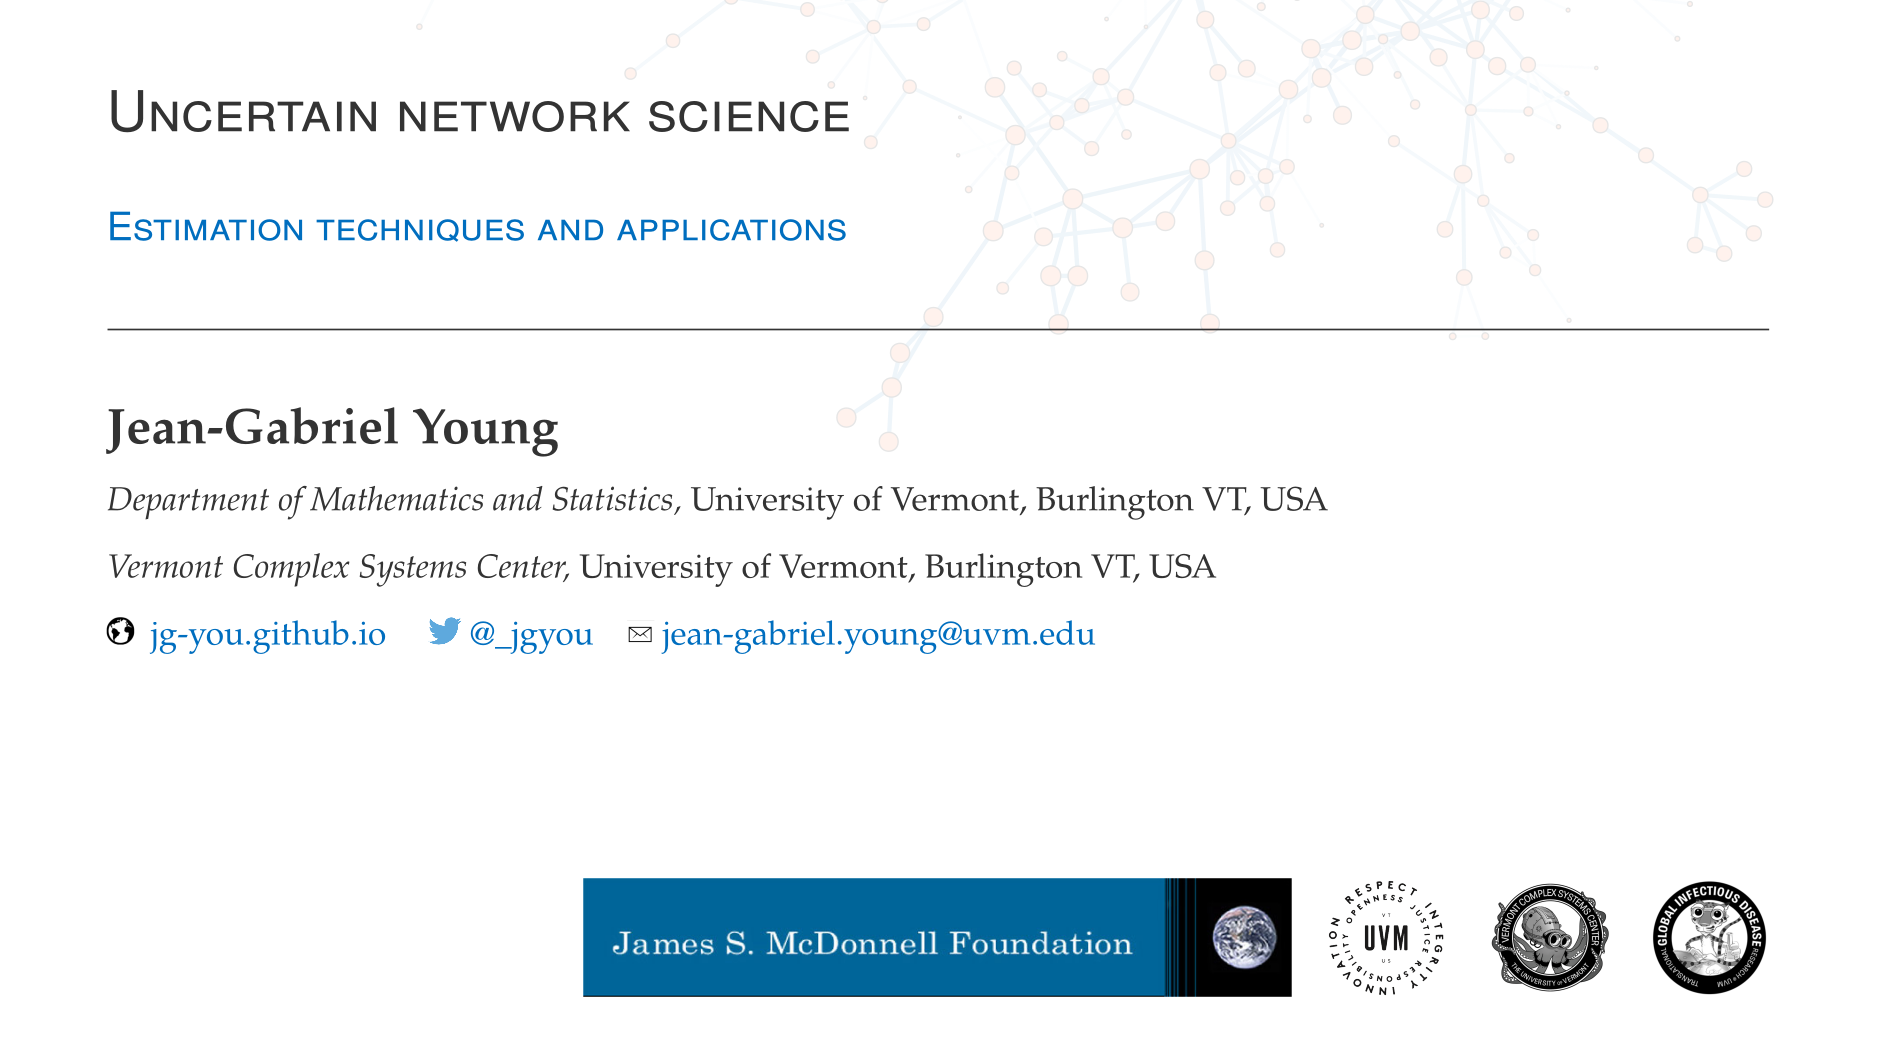 Uncertain network science
Estimation techniques and applications
Jean-Gabriel Young
Department of Mathematics and Statistics, University of Vermont, Burlington VT, USA
Vermont Complex Systems Center, University of Vermont, Burlington VT, USA
jg-you.github.io @_jgyou jean-gabriel.young@uvm.edu
James S. McDonnell Foundation
RESPECT INTEGRITY INNOVATION
OPENNESS JUSTICE RESPONSIBILITY
VT
UVM
US
VERMONT COMPLEX SYSTEMS CENTER
THE UNIVERSITY OF VERMONT
GLOBAL INFECTIOUS DISEASE
TRANSLATIONAL
RESEARCH @ UVM